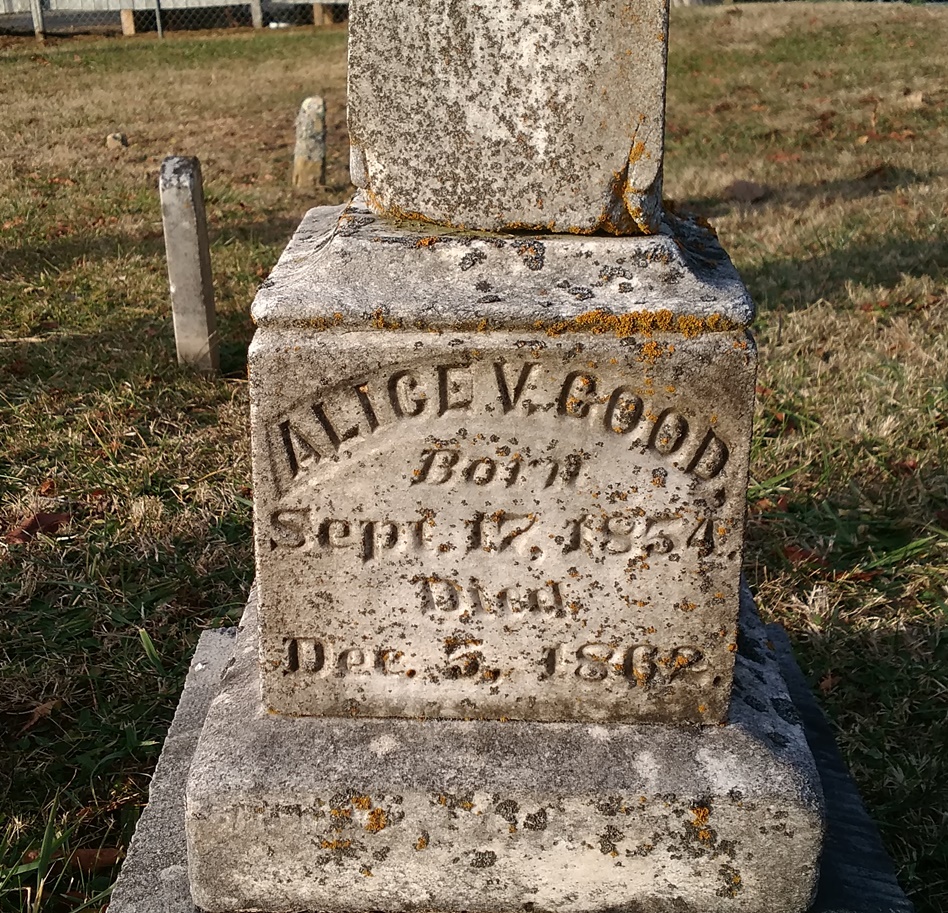 ALICE V. GOOD,
Born
Sept. 17, 1854.
Died
Dec. 5, 1862.